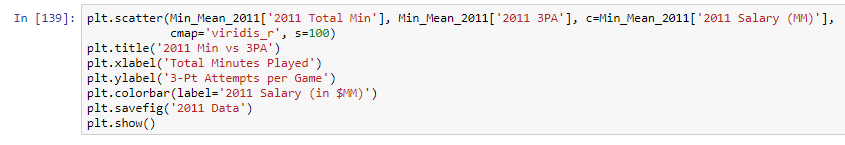 In [139]: plt.scatter(Min_Mean_2011['2011 Total Min'], Min_Mean_2011['2011 3PA'], c=Min_Mean_2011['2011 Salary (MM)'],
            cmap='viridis_r', s=100)
plt.title('2011 Min vs 3PA')
plt.xlabel('Total Minutes Played')
plt.ylabel('3-Pt Attempts per Game')
plt.colorbar(label='2011 Salary (in $MM)')
plt.savefig('2011 Data')
plt.show()